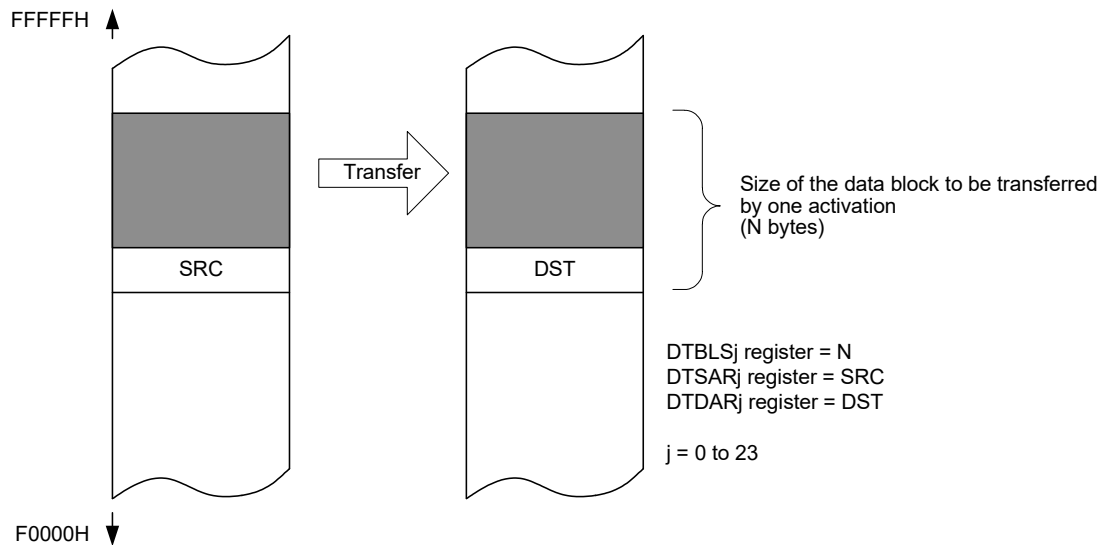 FFFFFH
Transfer
Size of the data block to be transferred
by one activation
(N bytes)
SRC
DST
DTBLSj register = N
DTSARj register = SRC
DTDARj register = DST
j = 0 to 23
F0000H